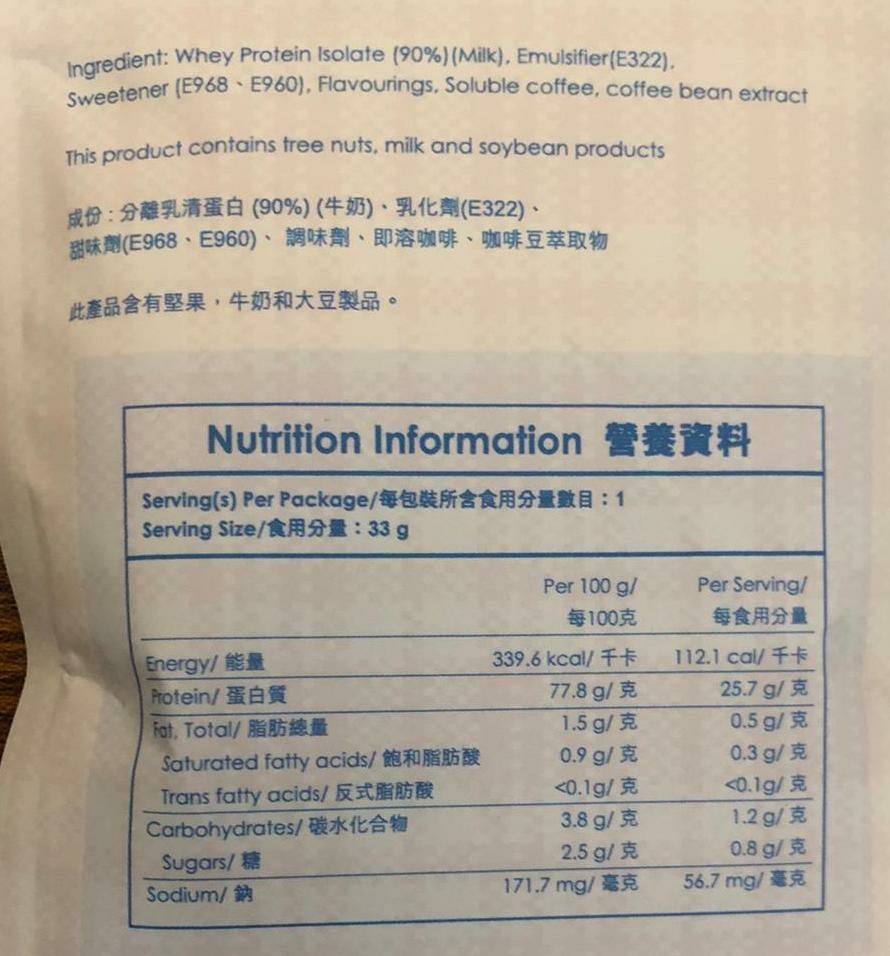 Ingredient: Whey Protein Isolate (90%)(Milk), Emulsifier(E322),
Sweetener (E968、E960), Flavourings, Soluble coffee, coffee bean extract
This product contains tree nuts, milk and soybean products
成份：分離乳清蛋白 (90%) (牛奶)、乳化劑(E322)、
甜味劑(E968、E960)、 調味劑、即溶咖啡、咖啡豆萃取物
此產品含有堅果，牛奶和大豆製品。
Nutrition Information 營養資料
Serving(s) Per Package/每包裝所含食用分量數目：1
Serving Size/食用分量：33 g
Per 100 g/ Per Serving/
每100克 每食用分量
Energy/ 能量 339.6 kcal/ 千卡 112.1 cal/ 千卡
Protein/ 蛋白質 77.8 g/ 克 25.7 g/ 克
Fat, Total/ 脂肪總量 1.5 g/ 克 0.5 g/ 克
Saturated fatty acids/ 飽和脂肪酸 0.9 g/ 克 0.3 g/ 克
Trans fatty acids/ 反式脂肪酸 <0.1g/ 克 <0.1g/ 克
Carbohydrates/ 碳水化合物 3.8 g/ 克 1.2 g/ 克
Sugars/ 糖 2.5 g/ 克 0.8 g/ 克
Sodium/ 鈉 171.7 mg/ 毫克 56.7 mg/ 毫克